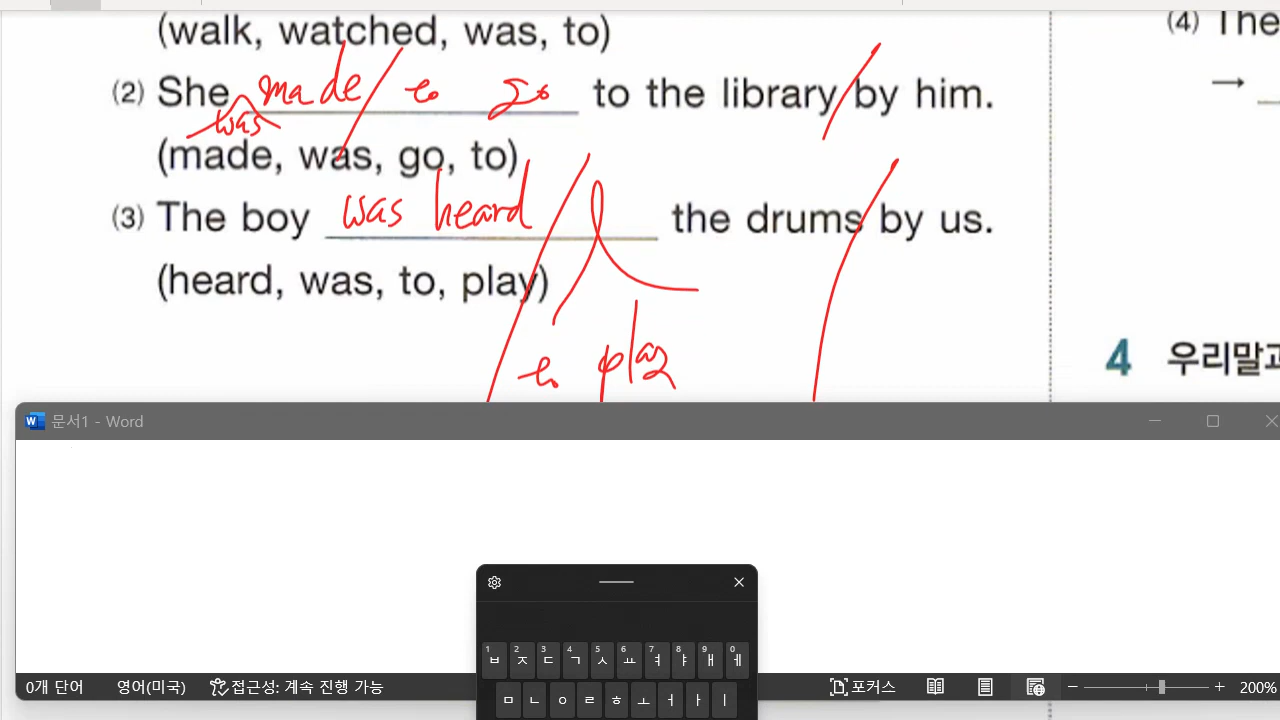 (walk, watched, was, to)
(4) The
(2) She was made to go to the library by him.
→
(made, was, go, to)
(3) The boy was heard the drums by us.
(heard, was, to, play)
to play
4 우리말과
문서1 - Word
1 2 3 4 5 6 7 8 9 0
ㅂ ㅈ ㄷ ㄱ ㅅ ㅛ ㅕ ㅑ ㅐ ㅔ
ㅁ ㄴ ㅇ ㄹ ㅎ ㅗ ㅓ ㅏ ㅣ
0개 단어 영어(미국) 접근성: 계속 진행 가능 포커스 200%